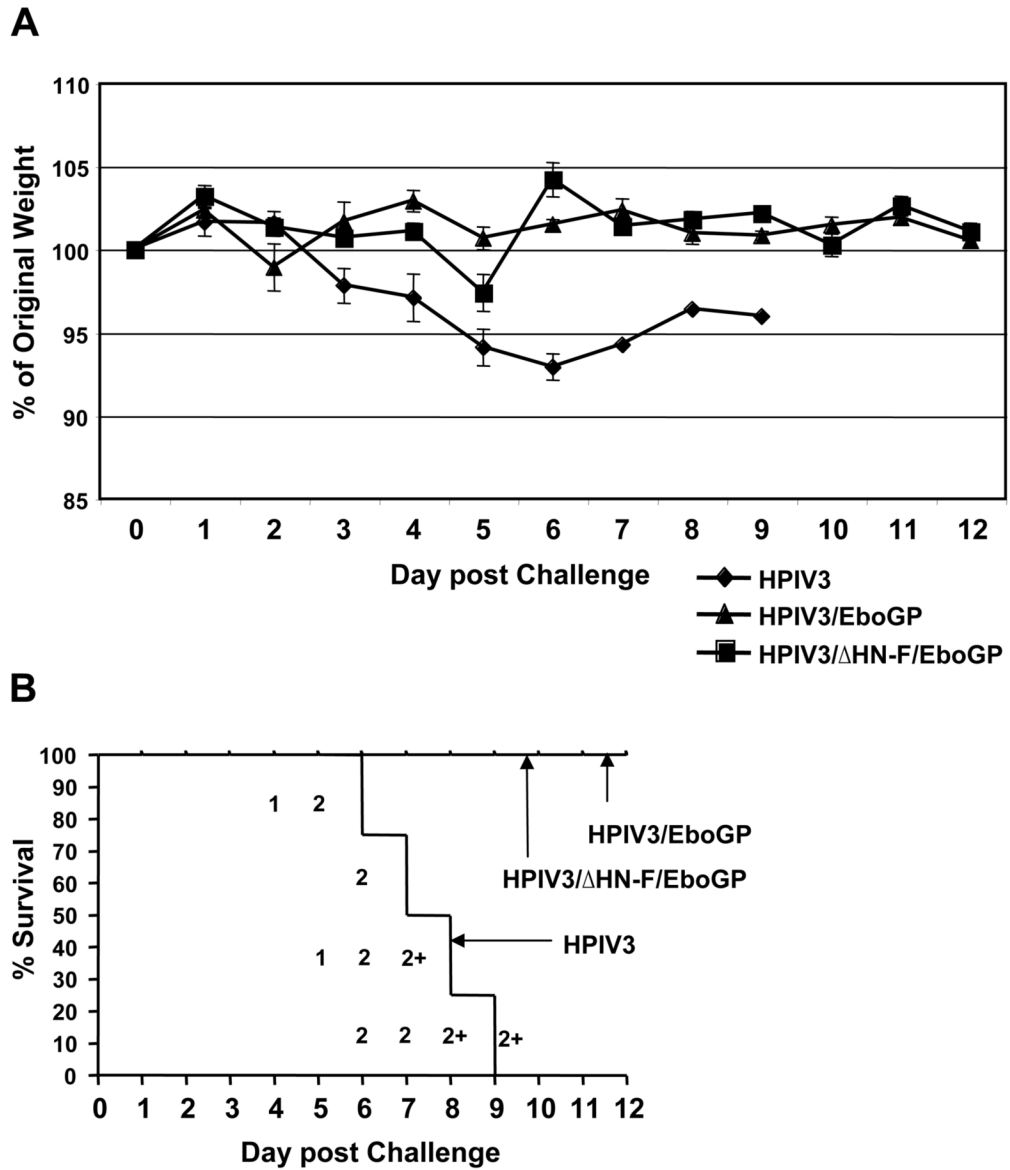 A
110
105
100
95
90
85
% of Original Weight
0 1 2 3 4 5 6 7 8 9 10 11 12
Day post Challenge
HPIV3
HPIV3/EboGP
HPIV3/ΔHN-F/EboGP
B
100
90
80
70
60
50
40
30
20
10
0
% Survival
1 2
2
1 2 2+
2 2 2+ 2+
HPIV3/EboGP
HPIV3/ΔHN-F/EboGP
HPIV3
0 1 2 3 4 5 6 7 8 9 10 11 12
Day post Challenge